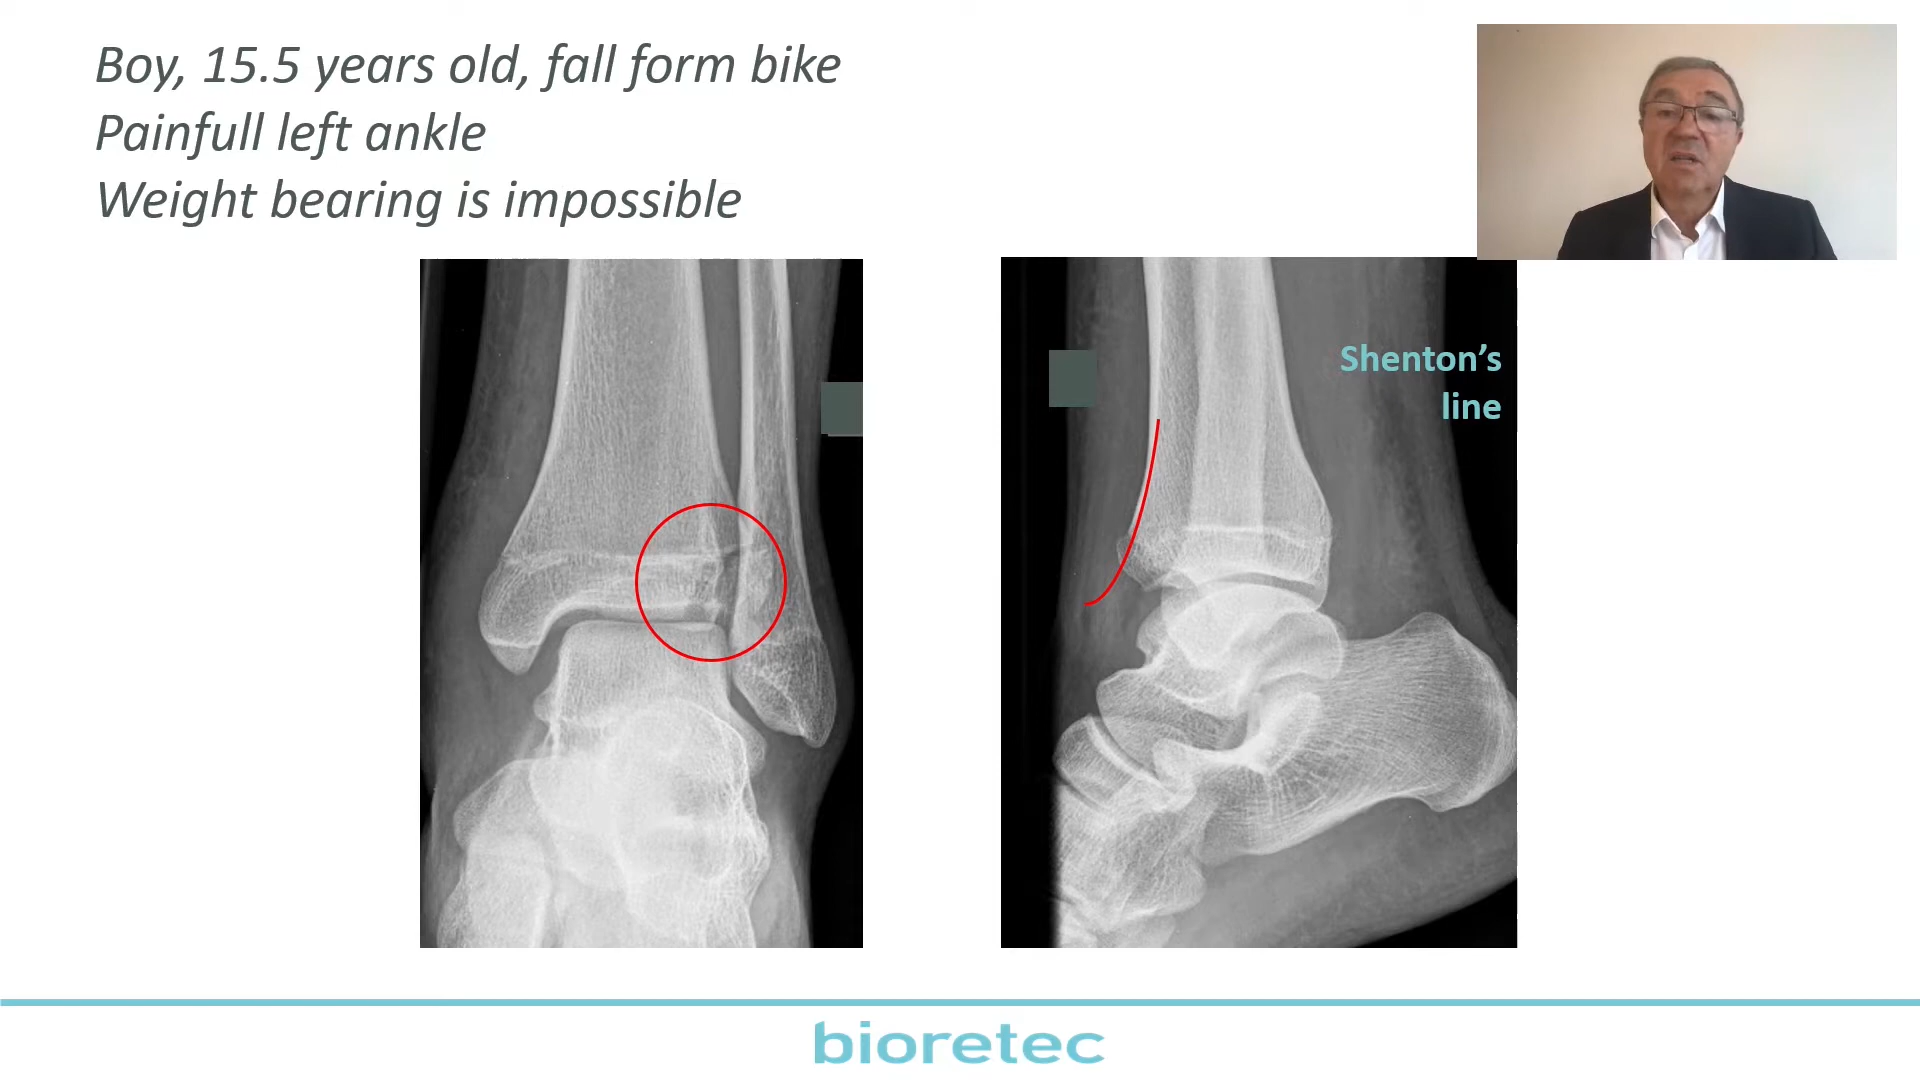 Boy, 15.5 years old, fall form bike
Painfull left ankle
Weight bearing is impossible
Shenton’s
line
bioretec